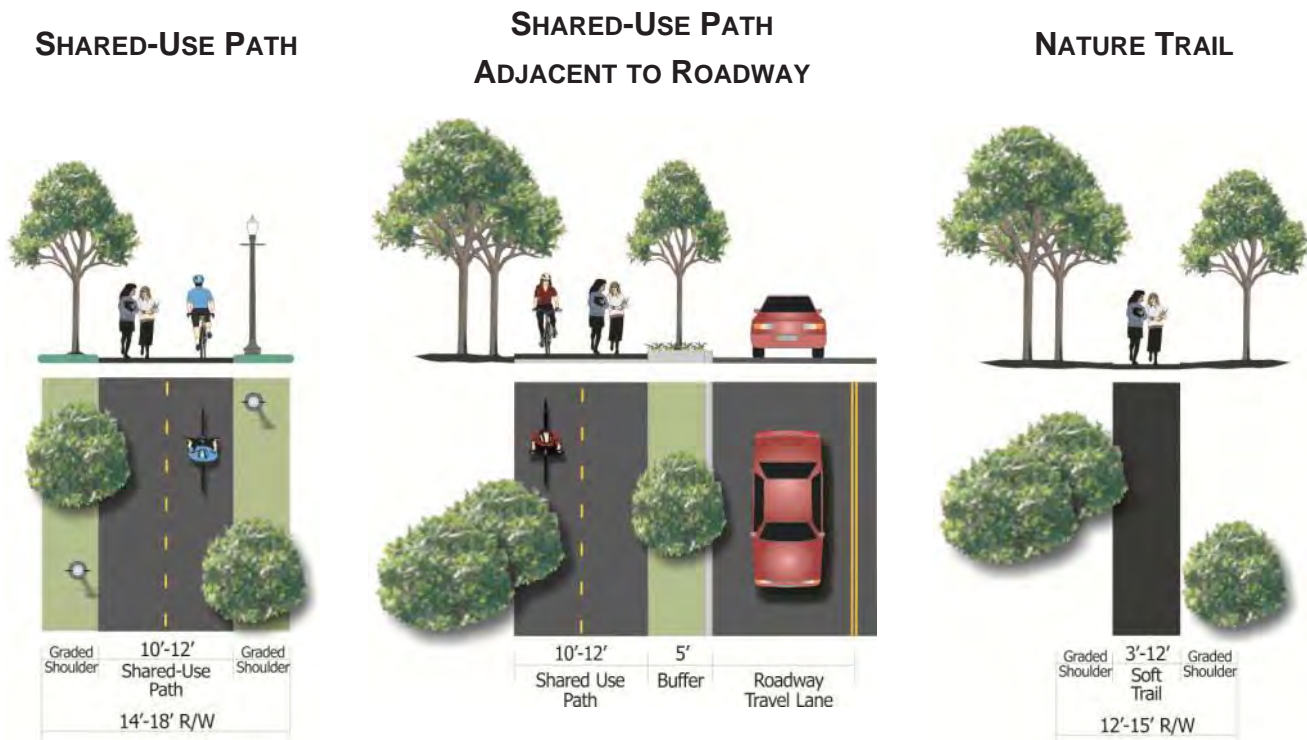 SHARED-USE PATH
SHARED-USE PATH
ADJACENT TO ROADWAY
NATURE TRAIL
Graded
Shoulder
10'-12'
Shared-Use
Path
Graded
Shoulder
14'-18' R/W
10'-12'
Shared Use
Path
5'
Buffer
Roadway
Travel Lane
Graded
Shoulder
3'-12'
Soft
Trail
Graded
Shoulder
12'-15' R/W